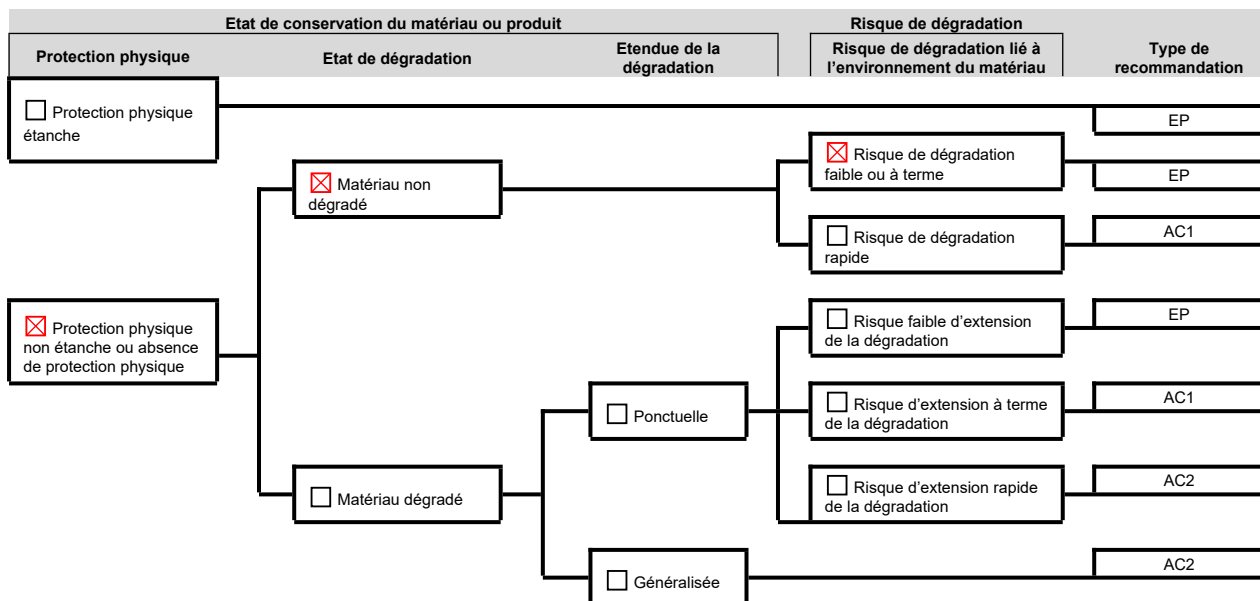 Etat de conservation du matériau ou produit
Risque de dégradation
Protection physique
Etat de dégradation
Etendue de la
dégradation
Risque de dégradation lié à
l'environnement du matériau
Type de
recommandation
Protection physique
étanche
EP
Matériau non
dégradé
Risque de dégradation
faible ou à terme
EP
Risque de dégradation
rapide
AC1
Protection physique
non étanche ou absence
de protection physique
Risque faible d'extension
de la dégradation
EP
Ponctuelle
Risque d'extension à terme
de la dégradation
AC1
Matériau dégradé
Risque d'extension rapide
de la dégradation
AC2
Généralisée
AC2